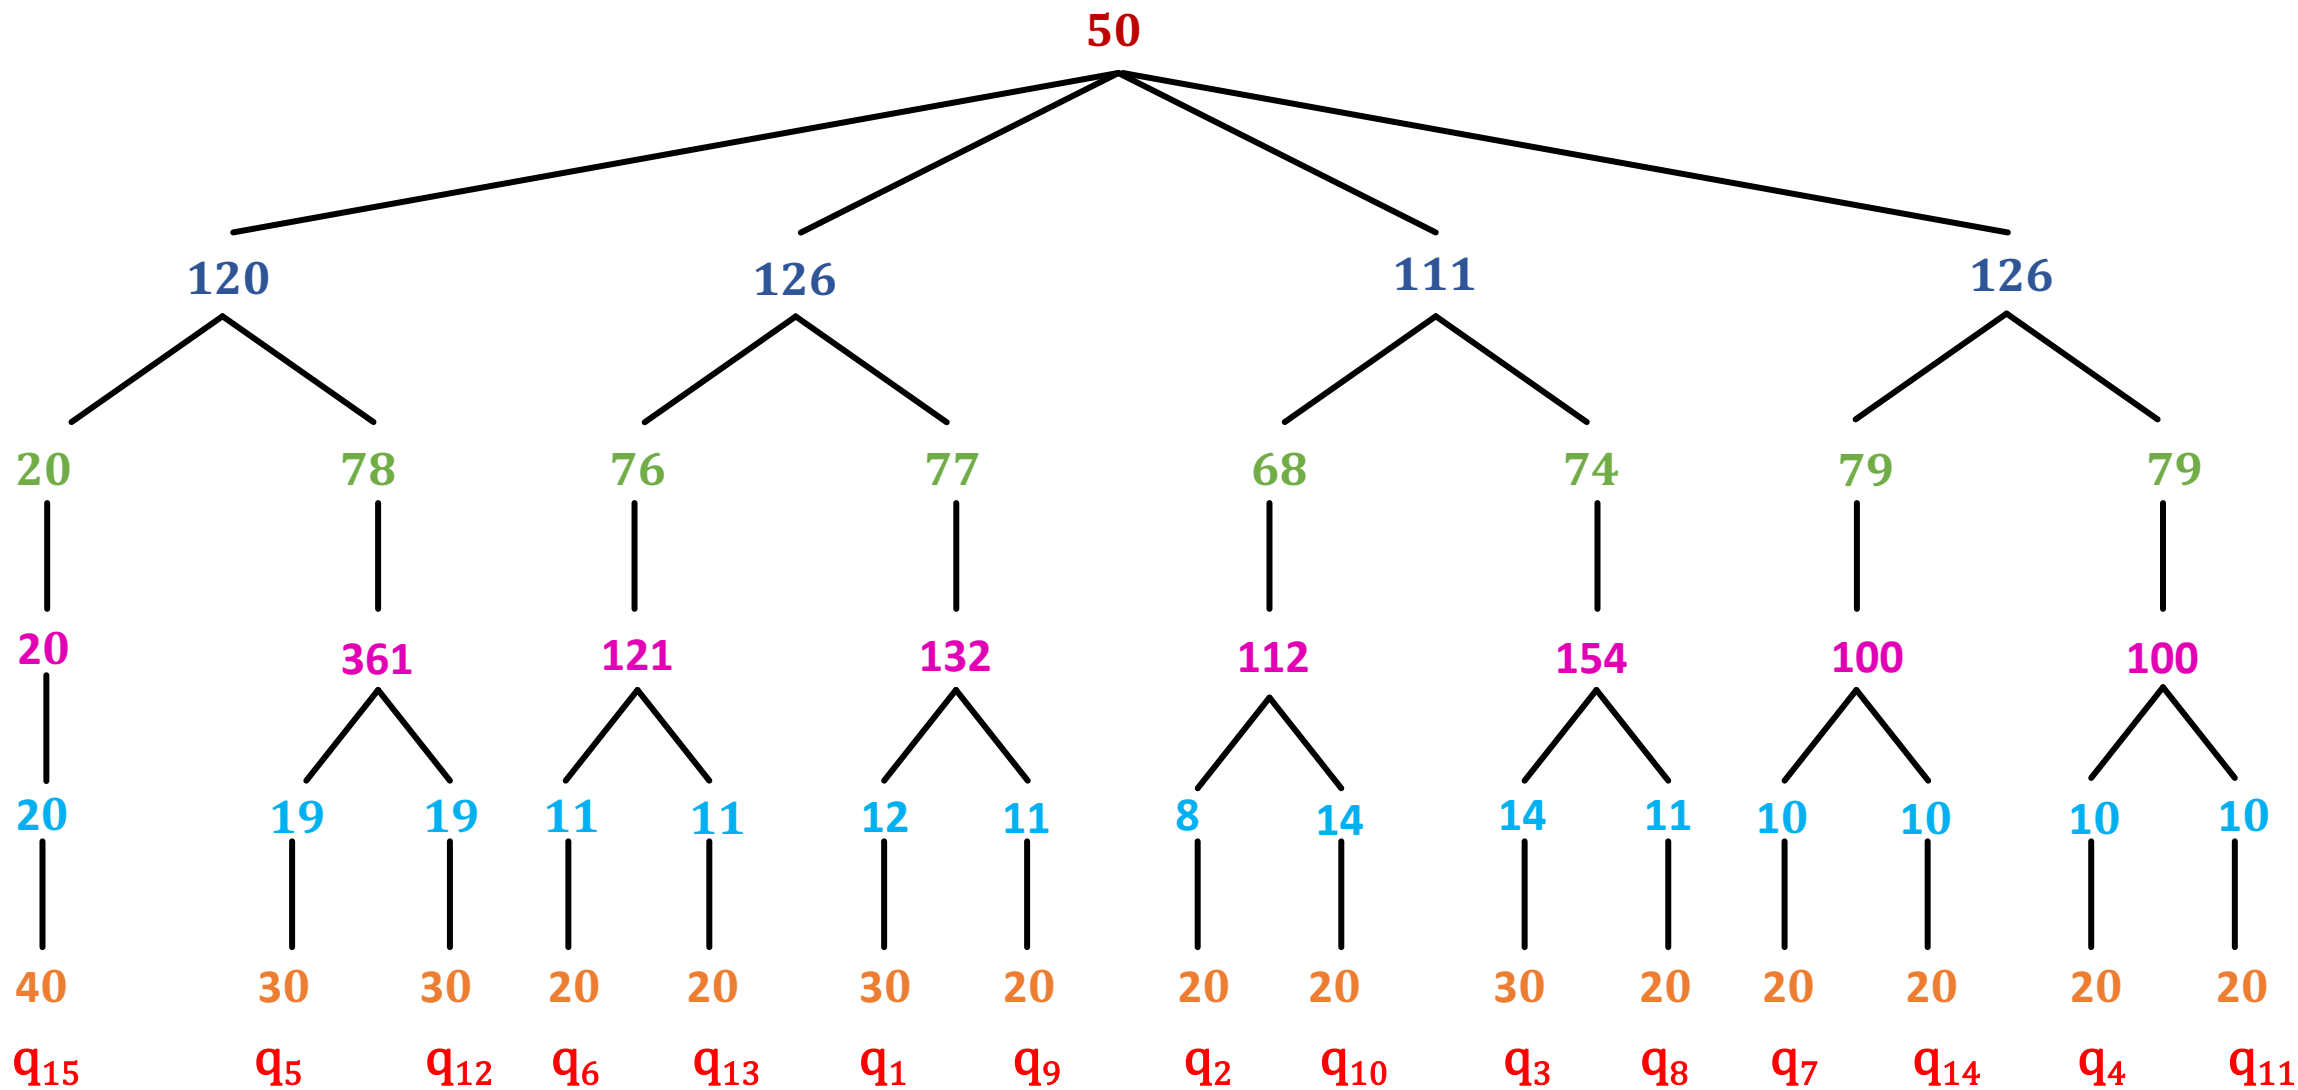 50
120 126 111 126
20 78 76 77 68 74 79 79
20 361 121 132 112 154 100 100
20 19 19 11 11 12 11 8 14 14 11 10 10 10 10
40 30 30 20 20 30 20 20 20 30 20 20 20 20 20
q₁₅ q₅ q₁₂ q₆ q₁₃ q₁ q₉ q₂ q₁₀ q₃ q₈ q₇ q₁₄ q₄ q₁₁